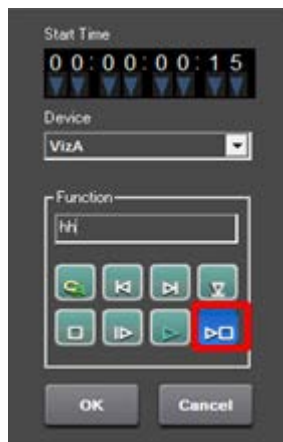 Start Time
00:00:00:15
Device
VizA
Function
hh
OK
Cancel